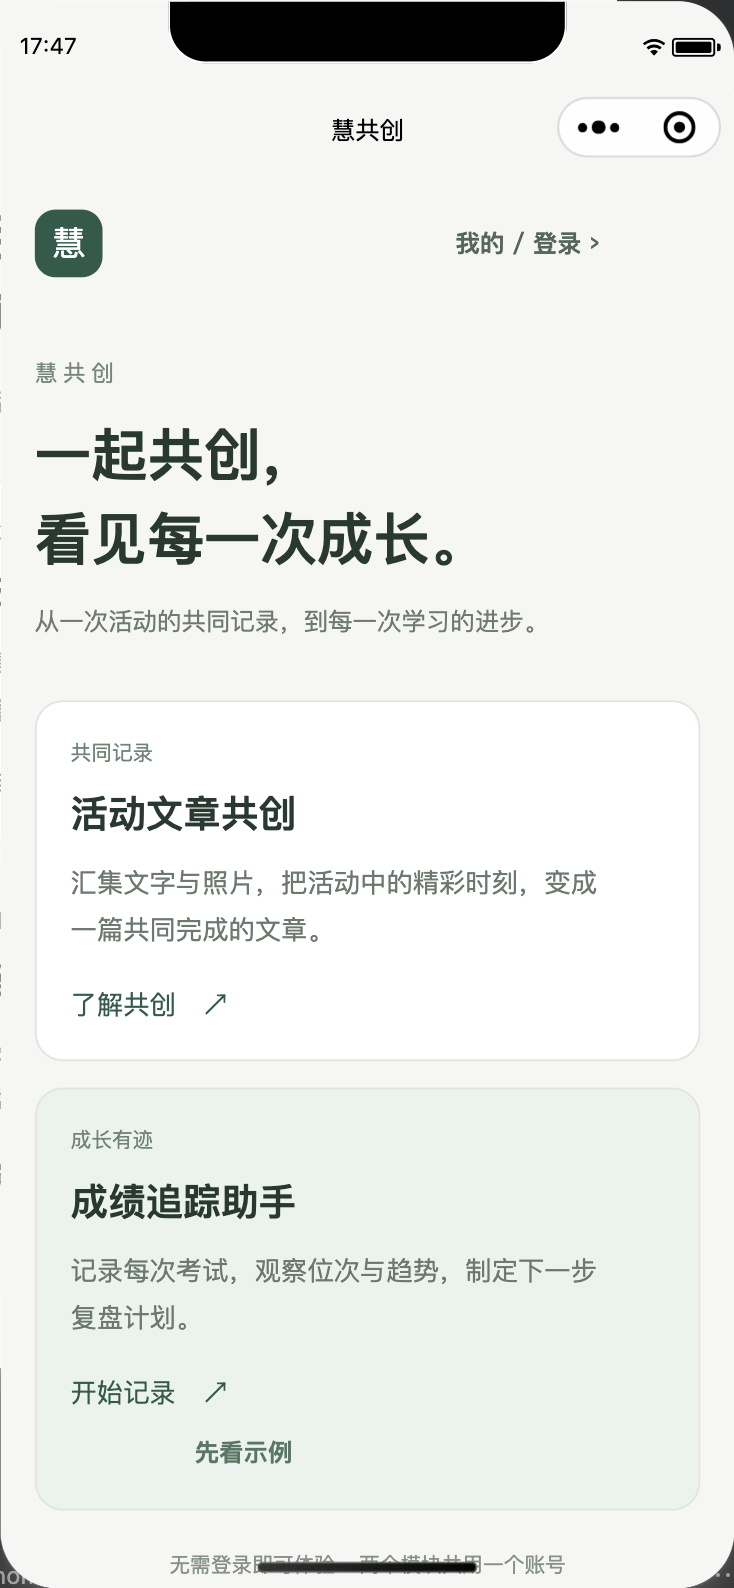 17:47
慧共创
慧
我的 / 登录 ›
慧共创
一起共创，
看见每一次成长。
从一次活动的共同记录，到每一次学习的进步。
共同记录
活动文章共创
汇集文字与照片，把活动中的精彩时刻，变成
一篇共同完成的文章。
了解共创 ↗
成长有迹
成绩追踪助手
记录每次考试，观察位次与趋势，制定下一步
复盘计划。
开始记录 ↗
先看示例
无需登录即可体验 两个模块共用一个账号